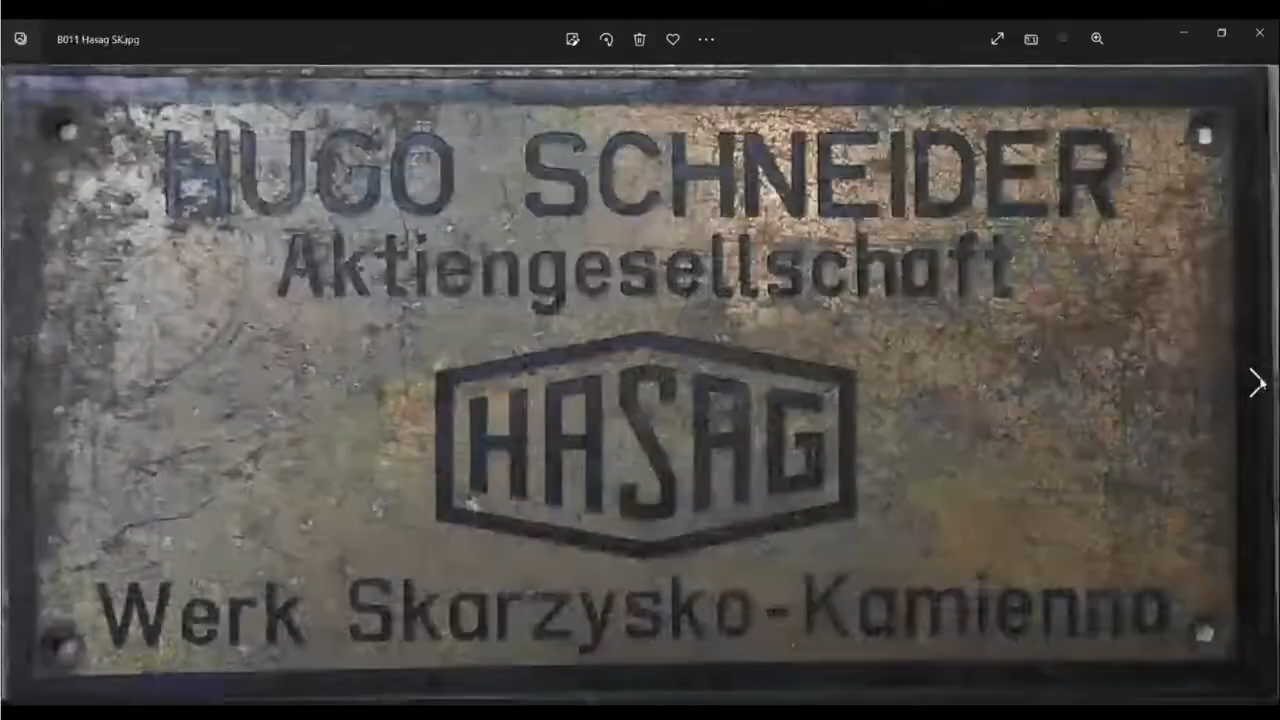 B011 Hasag SK.jpg
HUGO SCHNEIDER
Aktiengesellschaft
HASAG
Werk Skarzysko-Kamienna